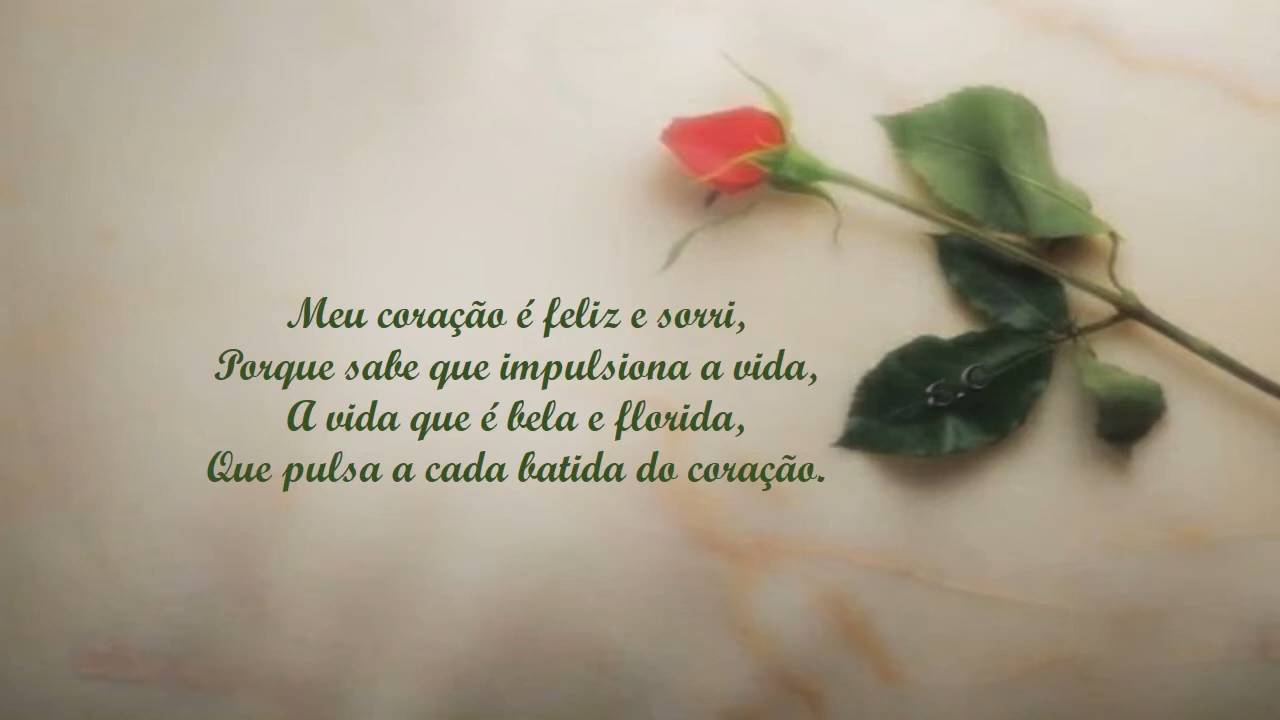 Meu coração é feliz e sorri,
Porque sabe que impulsiona a vida,
A vida que é bela e florida,
Que pulsa a cada batida do coração.